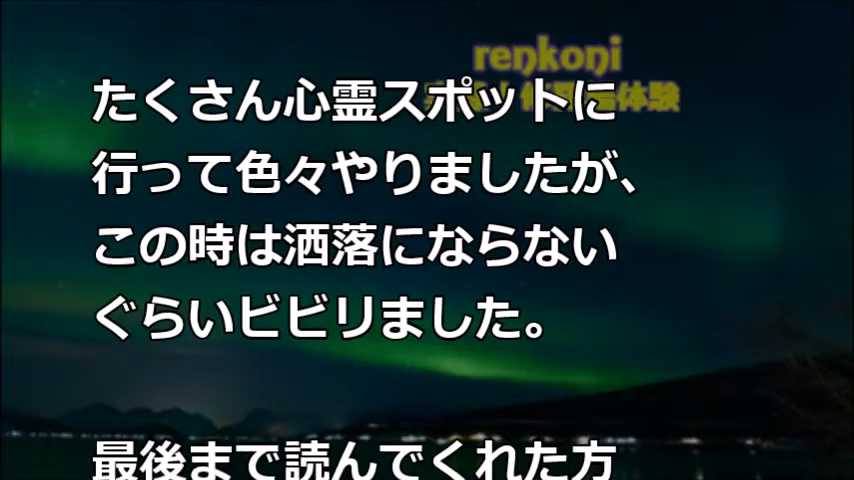 renkoni
たくさん心霊スポットに
行って色々やりましたが、
この時は洒落にならない
ぐらいビビリました。
最後まで読んでくれた方